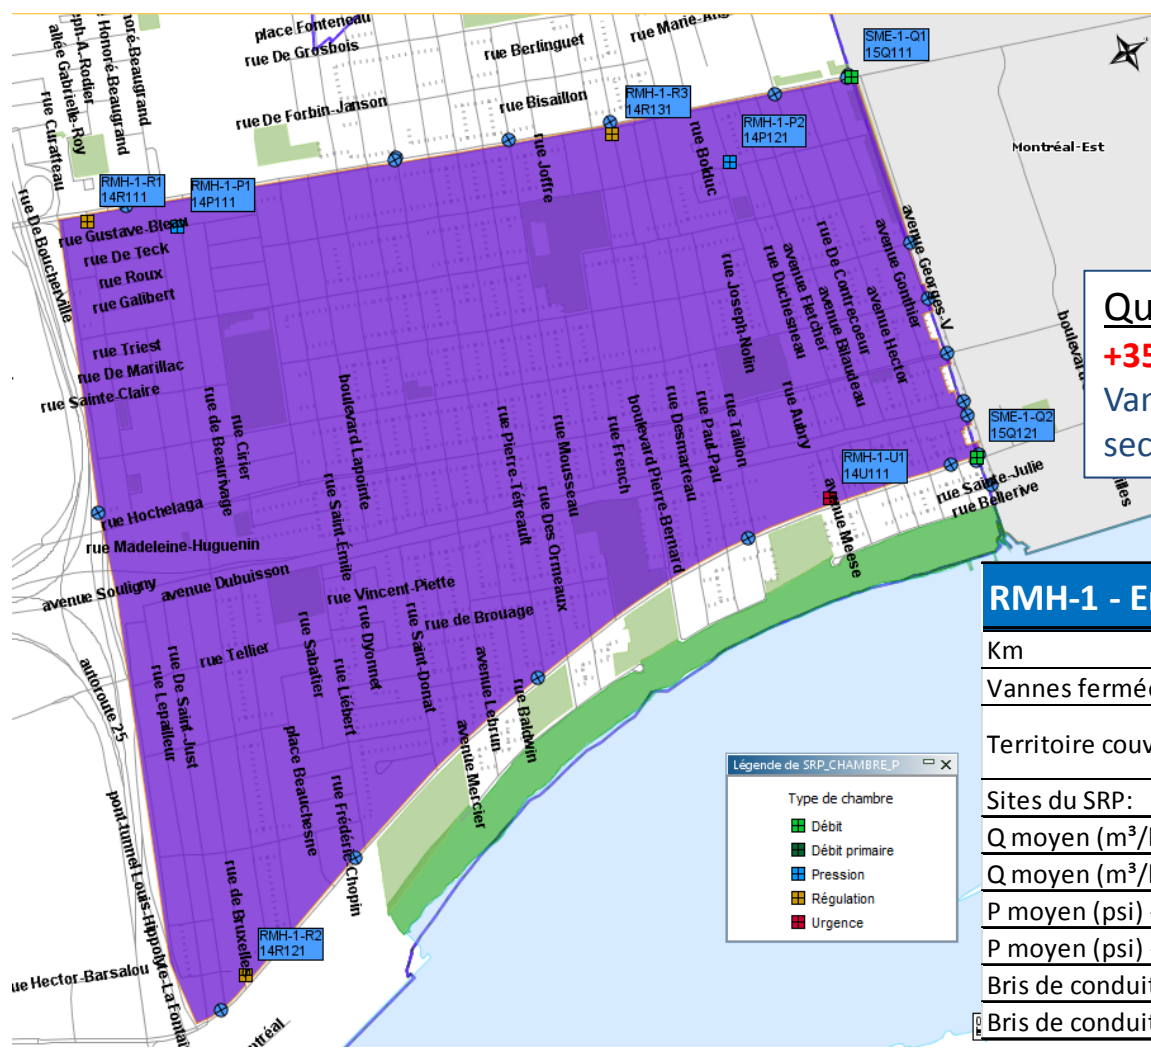 place Fonteneau
rue De Grosbois
rue Berlinguet
rue Marie-An
SME-1-Q1
15Q111
eph-A. Rodier
allée Gabrielle-Roy
Honoré-Beaugrand
noré-Beaugrand
rue Curatteau
rue De Forbin-Janson
rue Bisaillon
RMH-1-R3
14R131
RMH-1-P2
14P121
Montréal-Est
rue Joffre
rue Bolduc
RMH-1-R1
14R111
RMH-1-P1
14P111
rue De Boucherville
rue Gustave-Bleau
rue De Teck
rue Roux
rue Galibert
rue Triest
rue De Marillac
rue Sainte-Claire
avenue Georges-V
avenue Gonthier
rue De Contrecoeur
avenue Hector
avenue Bilaudeau
avenue Fletcher
rue Duchesneau
rue Joseph-Nolin
boulevard
Qu
+35
Var
sec
rue de Beaurivage
rue Cirier
boulevard Lapointe
rue Pierre-Tétreault
rue Mousseau
rue French
boulevard Pierre-Bernard
rue Desmarteau
rue Paul-Pau
rue Taillon
rue Aubry
SME-1-Q2
15Q121
RMH-1-U1
14U111
rue Sainte-Julie
rue Bellerive
illes
avenue Meese
rue Hochelaga
rue Madeleine-Huguenin
avenue Souligny
avenue Dubuisson
rue Saint-Émile
rue Vincent-Piette
rue Des Ormeaux
rue de Brouage
rue Dyonnet
rue Saint-Donat
rue Tellier
rue Sabatier
rue Liébert
rue De Saint-Just
rue Lepailleur
autoroute 25
avenue Lebrun
rue Baldwin
avenue Mercier
place Beauchesne
rue Frédéric-Chopin
pont-tunnel Louis-Hippolyte-La Fontai
rue de Bruxelles
RMH-1-R2
14R121
ue Hector-Barsalou
ntréal
Légende de SRP_CHAMBRE_P
Type de chambre
Débit
Débit primaire
Pression
Régulation
Urgence
RMH-1 - E
Km
Vannes fermé
Territoire couv
Sites du SRP:
Q moyen (m³/
Q moyen (m³/
P moyen (psi)
P moyen (psi)
Bris de conduit
Bris de conduit